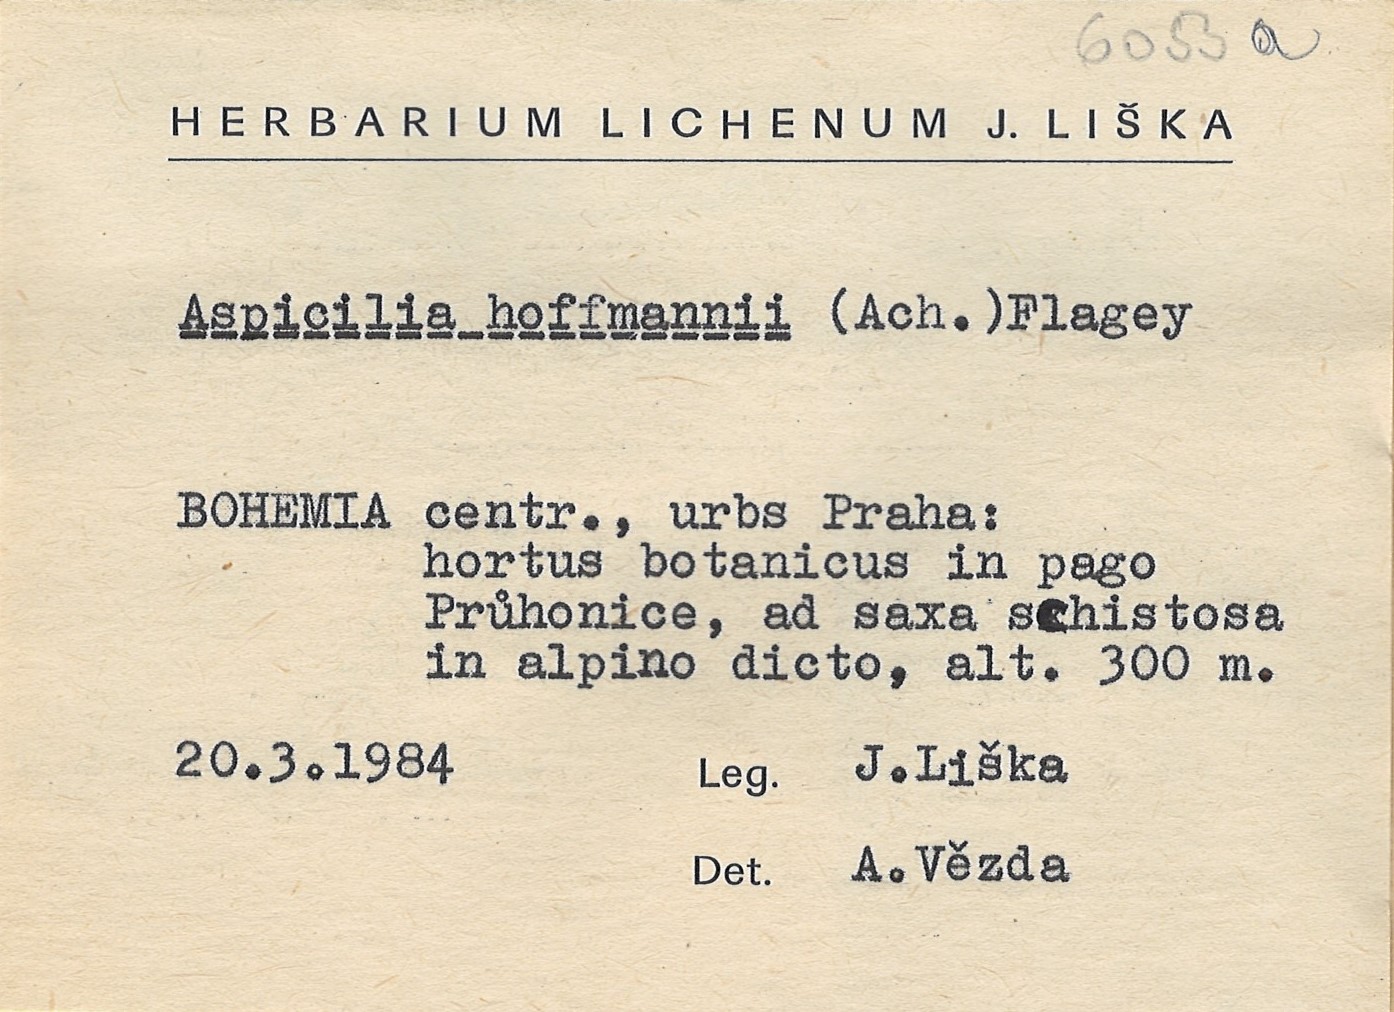 6053 a
HERBARIUM LICHENUM J. LIŠKA
Aspicilia hoffmannii (Ach.)Flagey
BOHEMIA centr., urbs Praha:
hortus botanicus in pago
Průhonice, ad saxa schistosa
in alpino dicto, alt. 300 m.
20.3.1984 Leg. J.Liška
Det. A.Vězda